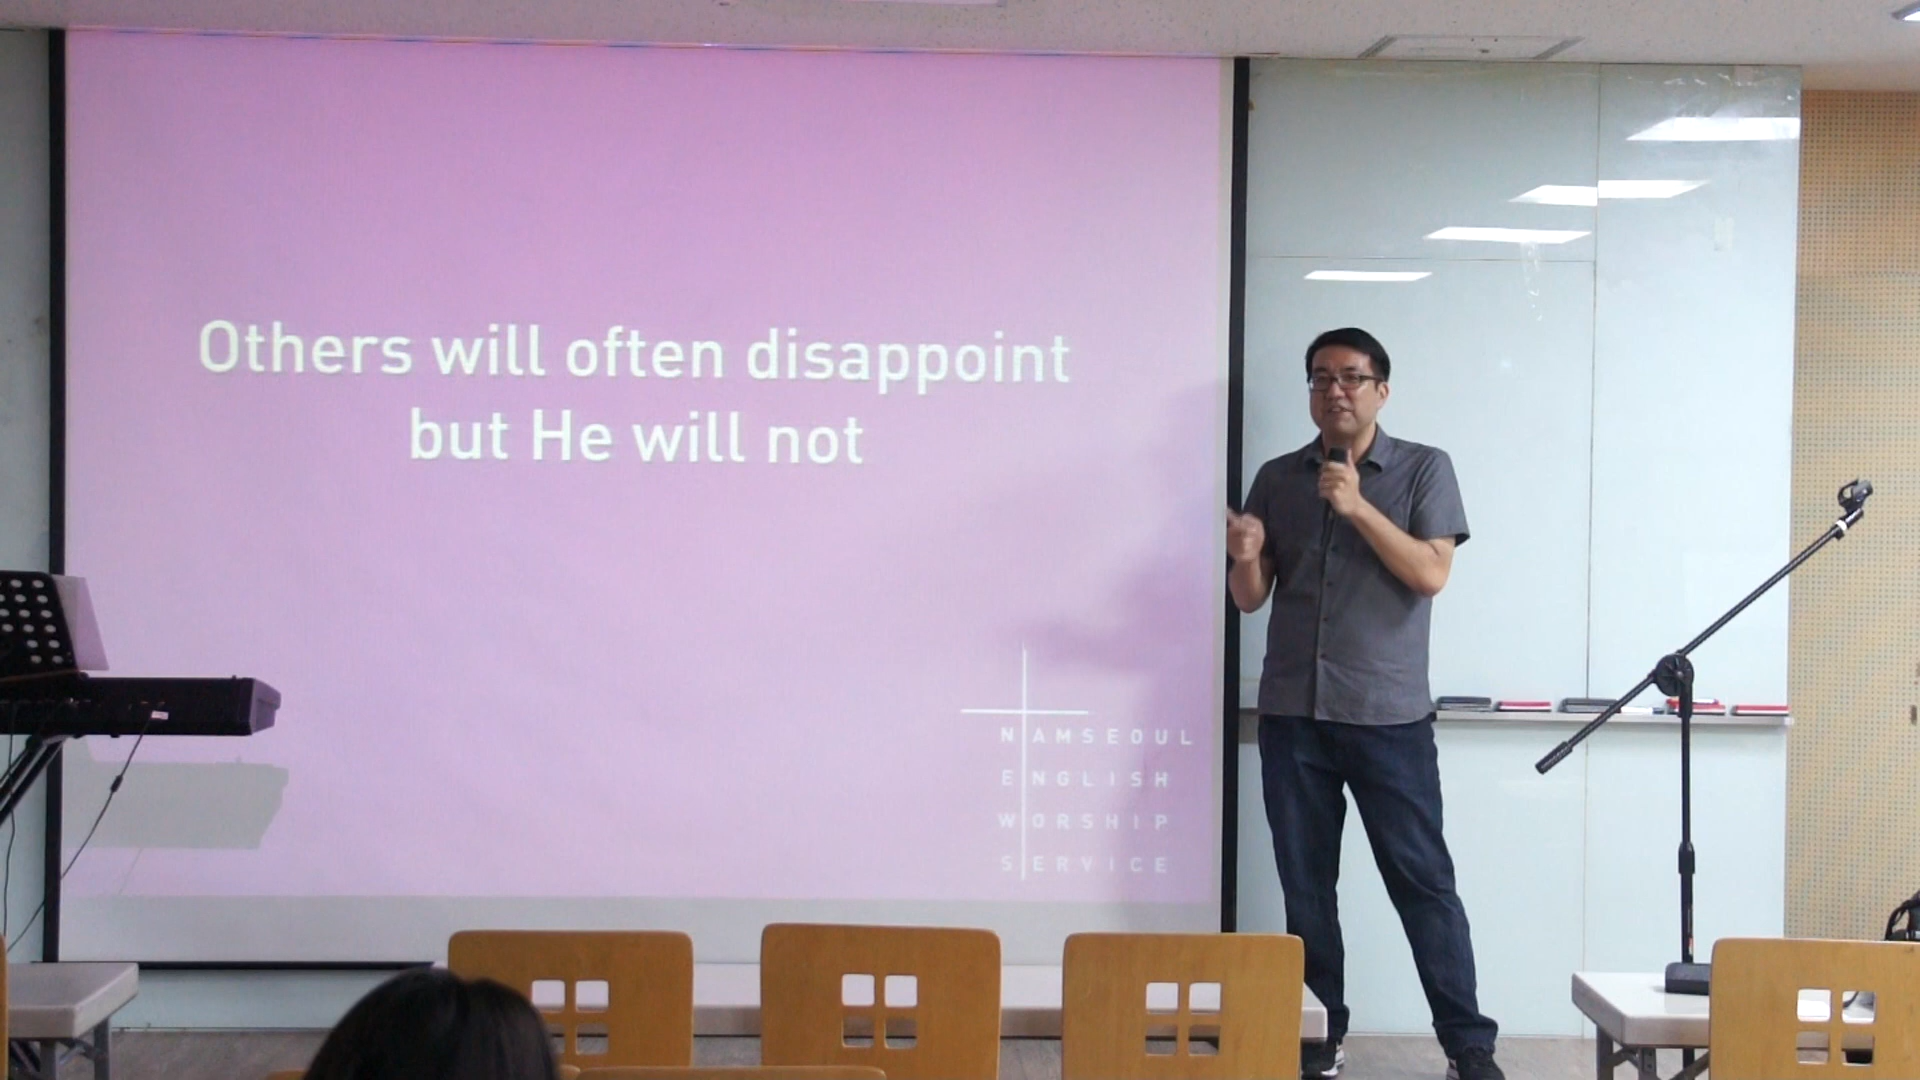 Others will often disappoint
but He will not
NAMSEOUL
ENGLISH
WORSHIP
SERVICE